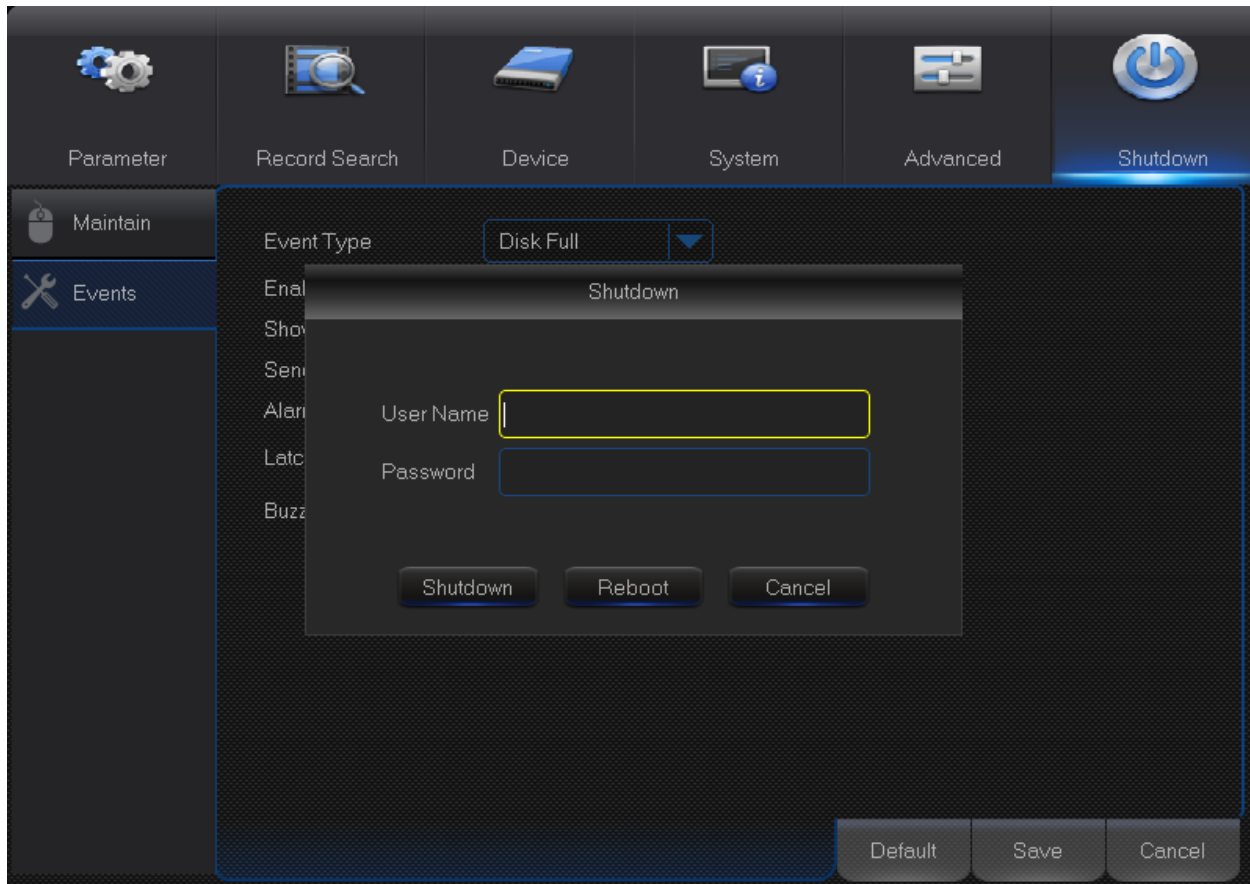 Parameter Record Search Device System Advanced Shutdown
Maintain
Events
Event Type Disk Full
Shutdown
User Name
Password
Shutdown Reboot Cancel
Default Save Cancel